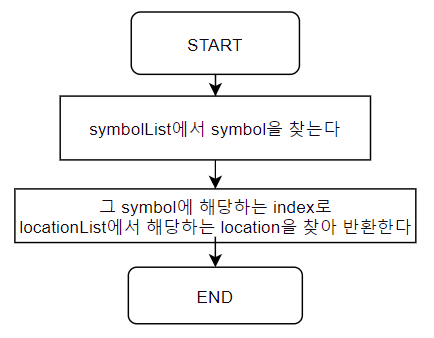 START
symbolList에서 symbol을 찾는다
그 symbol에 해당하는 index로
locationList에서 해당하는 location을 찾아 반환한다
END